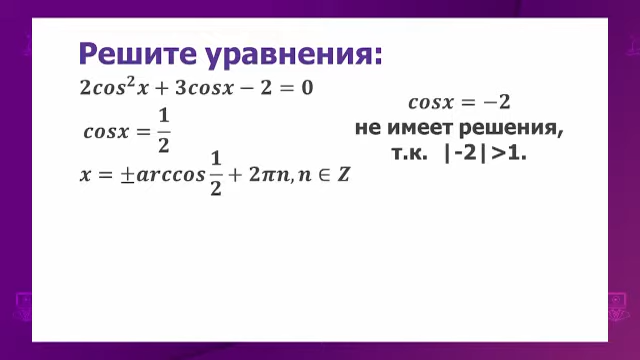 Решите уравнения:
2cos²x + 3cosx − 2 = 0
cosx = 1/2
x = ±arccos 1/2 + 2πn, n ∈ Z
cosx = −2
не имеет решения,
т.к. |-2|>1.